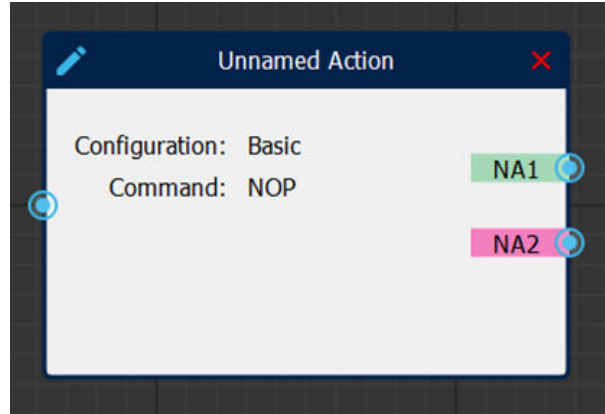 Unnamed Action
Configuration: Basic
Command: NOP
NA1
NA2